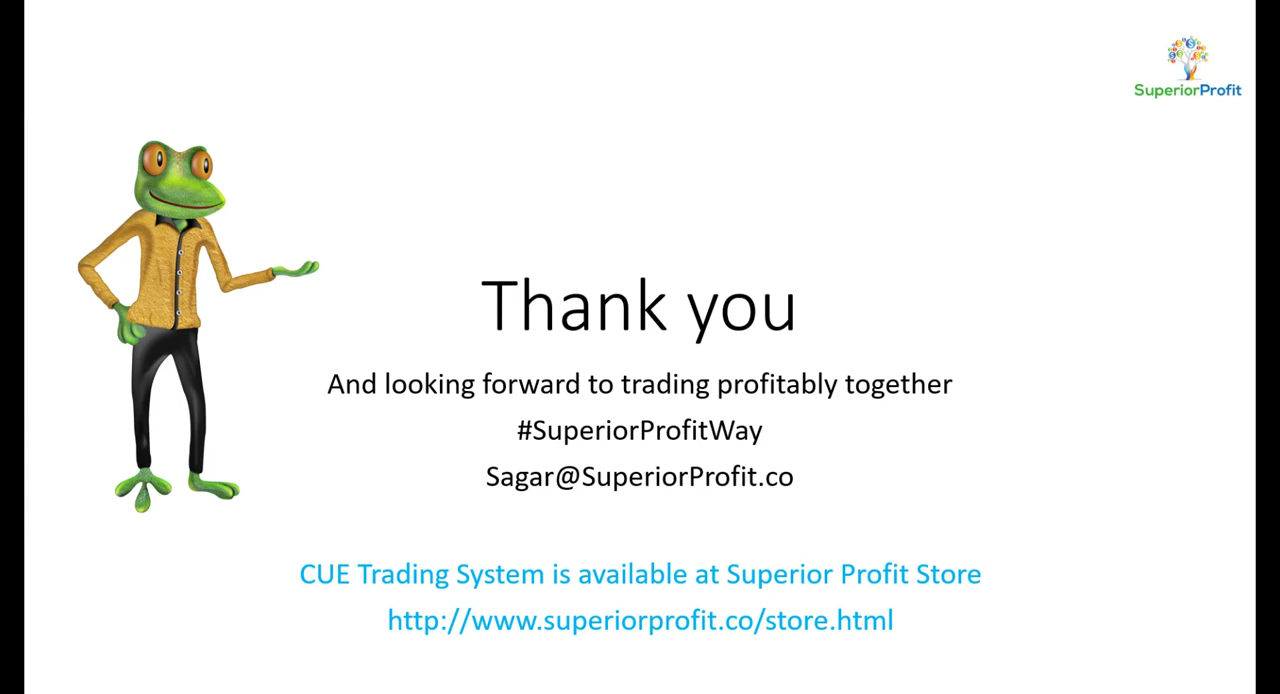 SuperiorProfit
Thank you
And looking forward to trading profitably together
#SuperiorProfitWay
Sagar@SuperiorProfit.co
CUE Trading System is available at Superior Profit Store
http://www.superiorprofit.co/store.html